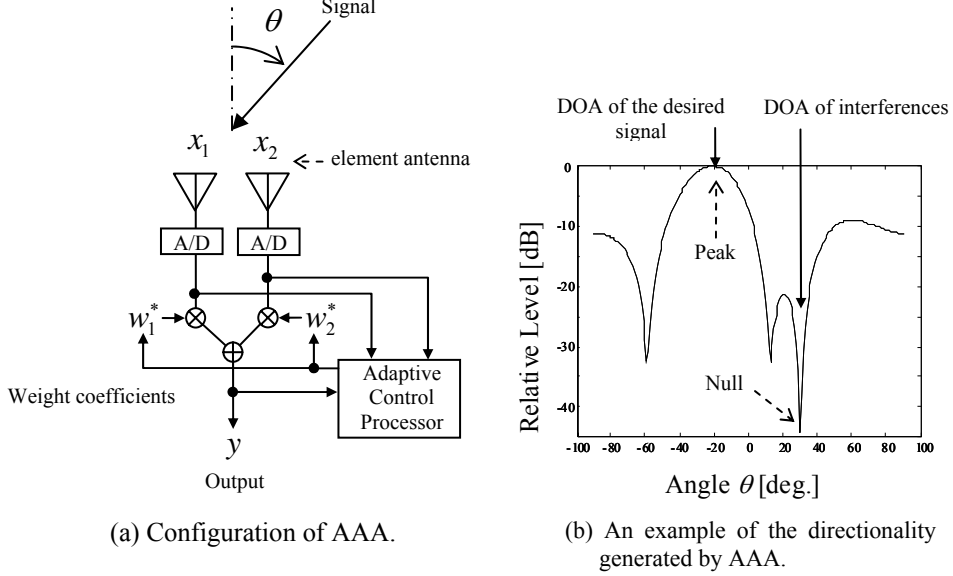 Signal
θ
x₁
x₂
element antenna
A/D
A/D
w₁*
w₂*
Adaptive
Control
Processor
Weight coefficients
y
Output
(a) Configuration of AAA.
DOA of the desired
signal
DOA of interferences
Relative Level [dB]
0
-10
-20
-30
-40
Peak
Null
-100 -80 -60 -40 -20 0 20 40 60 80 100
Angle θ [deg.]
(b) An example of the directionality
generated by AAA.